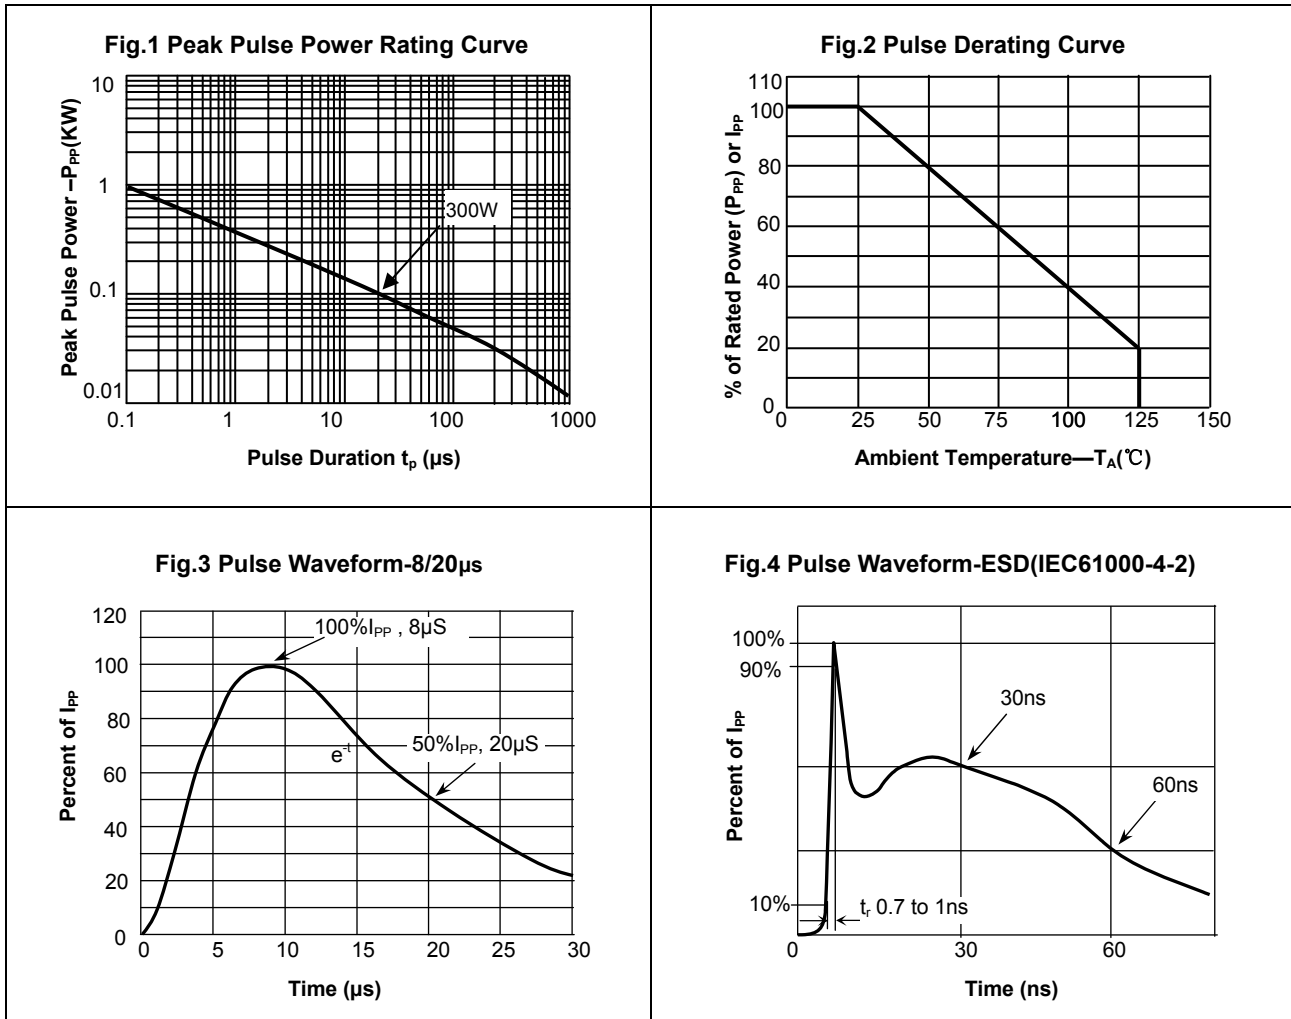 Fig.1 Peak Pulse Power Rating Curve
Peak Pulse Power –PPP(KW)
10
1
0.1
0.01
300W
0.1 1 10 100 1000
Pulse Duration tp (µs)
Fig.2 Pulse Derating Curve
% of Rated Power (PPP) or IPP
110
100
80
60
40
20
0
0 25 50 75 100 125 150
Ambient Temperature—TA(℃)
Fig.3 Pulse Waveform-8/20µs
Percent of IPP
120
100
80
60
40
20
0
100%IPP , 8µS
e-t
50%IPP, 20µS
0 5 10 15 20 25 30
Time (µs)
Fig.4 Pulse Waveform-ESD(IEC61000-4-2)
Percent of IPP
100%
90%
10%
30ns
60ns
tr 0.7 to 1ns
0 30 60
Time (ns)